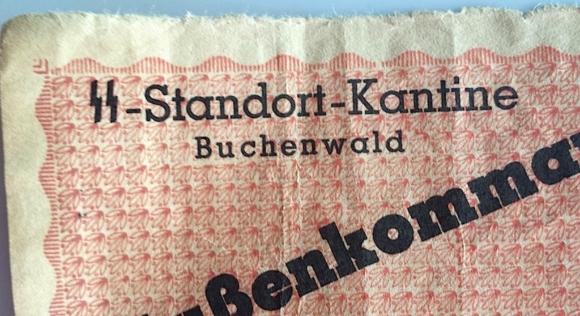 SS-Standort-Kantine
Buchenwald
ußenkomma